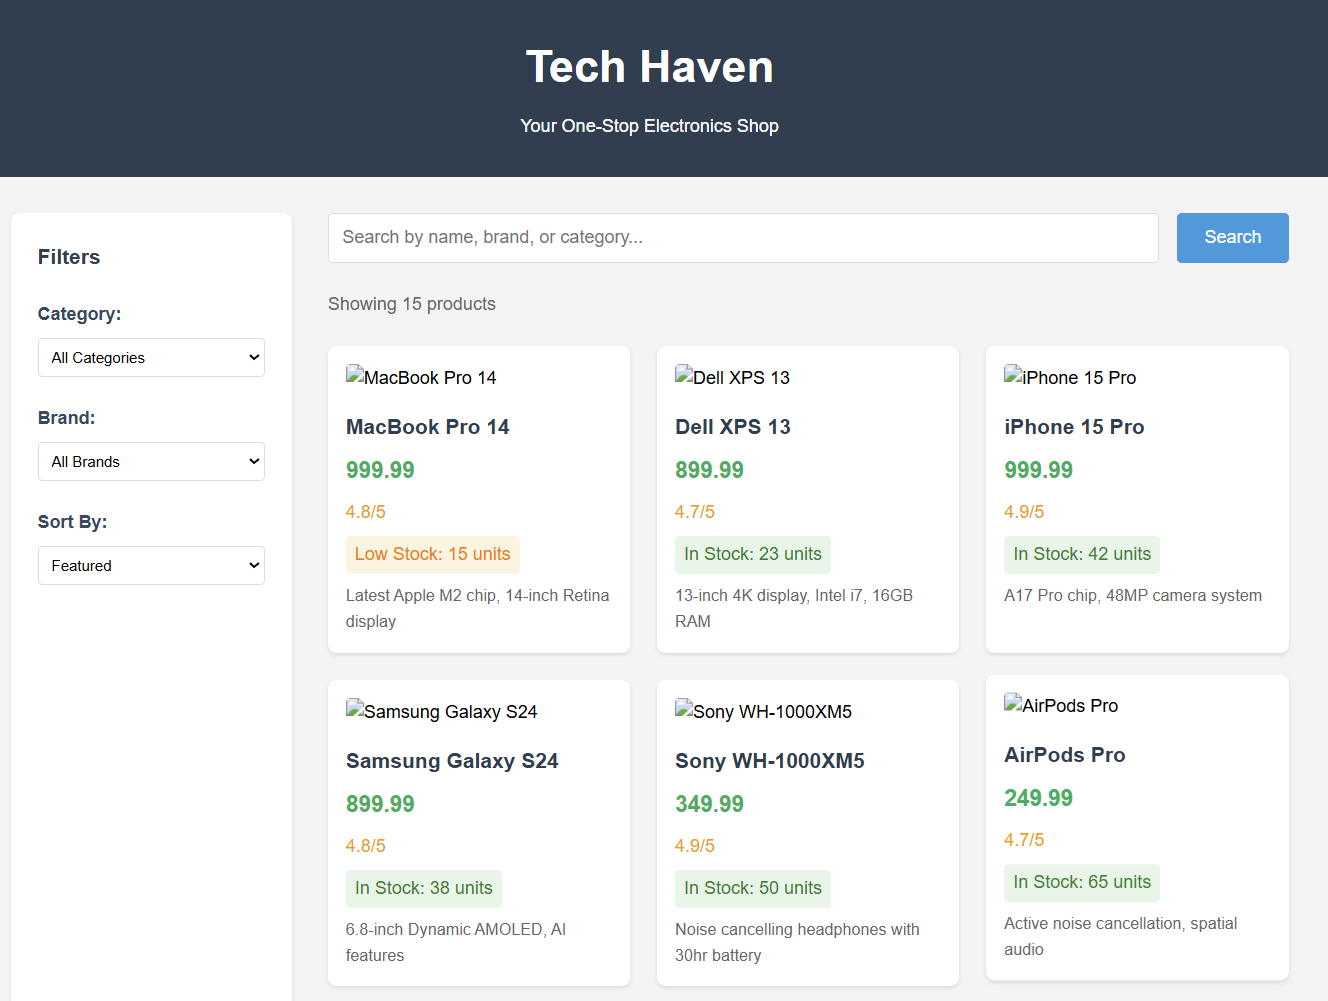 Tech Haven
Your One-Stop Electronics Shop
Filters
Category:
All Categories
Brand:
All Brands
Sort By:
Featured
Search by name, brand, or category...
Search
Showing 15 products
MacBook Pro 14
MacBook Pro 14
999.99
4.8/5
Low Stock: 15 units
Latest Apple M2 chip, 14-inch Retina
display
Dell XPS 13
Dell XPS 13
899.99
4.7/5
In Stock: 23 units
13-inch 4K display, Intel i7, 16GB
RAM
iPhone 15 Pro
iPhone 15 Pro
999.99
4.9/5
In Stock: 42 units
A17 Pro chip, 48MP camera system
Samsung Galaxy S24
Samsung Galaxy S24
899.99
4.8/5
In Stock: 38 units
6.8-inch Dynamic AMOLED, AI
features
Sony WH-1000XM5
Sony WH-1000XM5
349.99
4.9/5
In Stock: 50 units
Noise cancelling headphones with
30hr battery
AirPods Pro
AirPods Pro
249.99
4.7/5
In Stock: 65 units
Active noise cancellation, spatial
audio